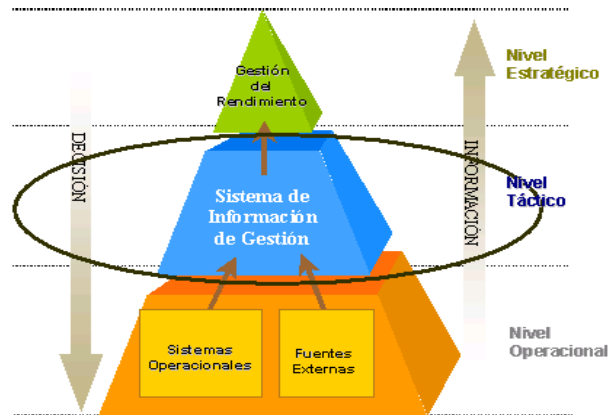 Gestión
del
Rendimiento
Nivel
Estratégico
DECISIÓN
INFORMACIÓN
Sistema de
Información
de Gestión
Nivel
Táctico
Sistemas
Operacionales
Fuentes
Externas
Nivel
Operacional